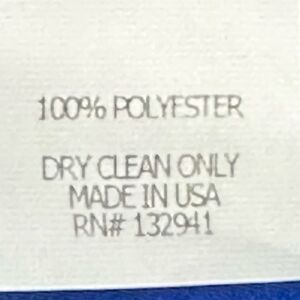 100% POLYESTER
DRY CLEAN ONLY
MADE IN USA
RN# 132941